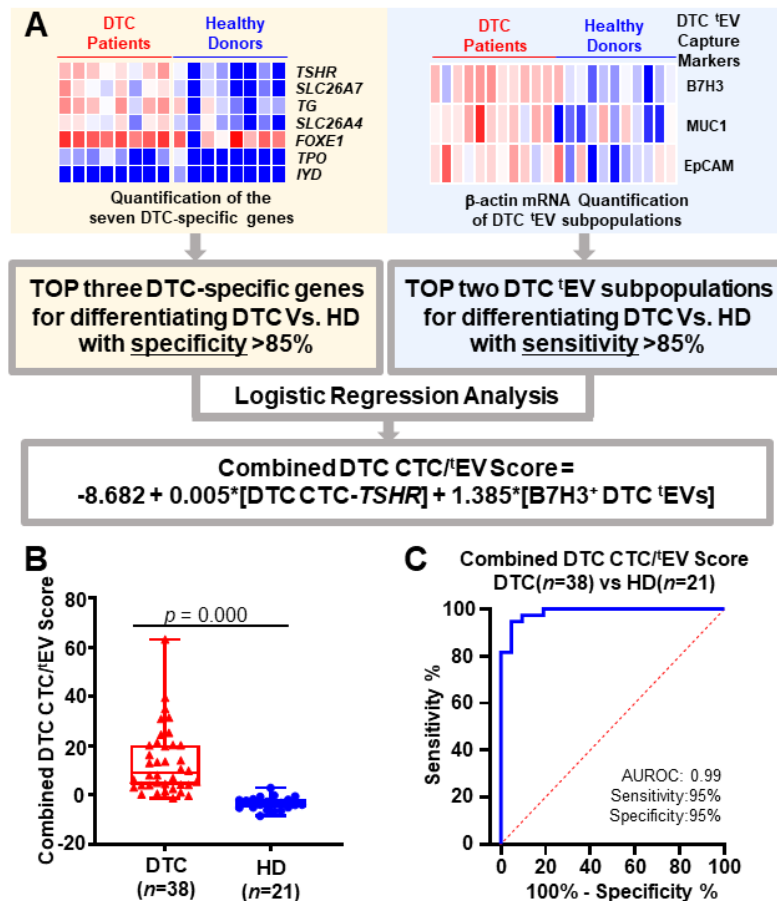 A
DTC
Patients
Healthy
Donors
TSHR
SLC26A7
TG
SLC26A4
FOXE1
TPO
IYD
Quantification of the
seven DTC-specific genes
DTC
Patients
Healthy
Donors
DTC ᵗEV
Capture
Markers
B7H3
MUC1
EpCAM
β-actin mRNA Quantification
of DTC ᵗEV subpopulations
TOP three DTC-specific genes
for differentiating DTC Vs. HD
with specificity >85%
TOP two DTC ᵗEV subpopulations
for differentiating DTC Vs. HD
with sensitivity >85%
Logistic Regression Analysis
Combined DTC CTC/ᵗEV Score =
-8.682 + 0.005*[DTC CTC-TSHR] + 1.385*[B7H3⁺ DTC ᵗEVs]
B
Combined DTC CTC/ᵗEV Score
80
60
40
20
0
-20
p = 0.000
DTC
(n=38)
HD
(n=21)
C
Combined DTC CTC/ᵗEV Score
DTC(n=38) vs HD(n=21)
Sensitivity %
100
80
60
40
20
0
AUROC: 0.99
Sensitivity:95%
Specificity:95%
0 20 40 60 80 100
100% - Specificity %